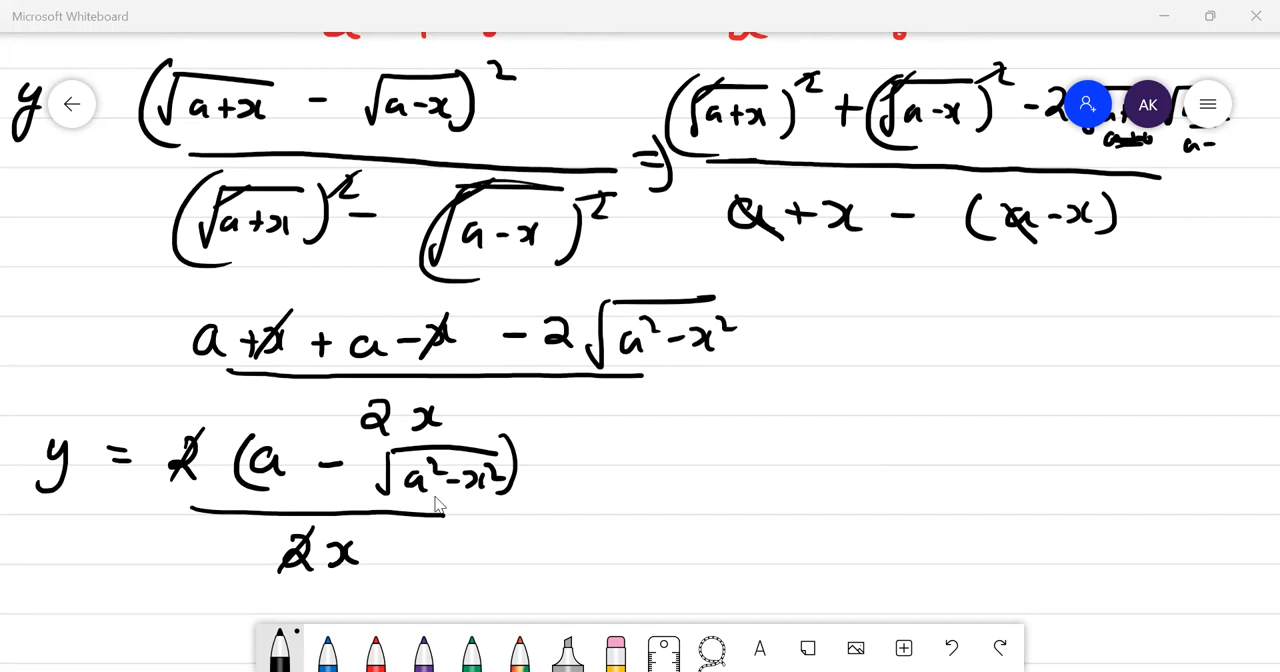 Microsoft Whiteboard
y (√(a+x) - √(a-x))² / (√(a+x))² - (√(a-x))² ⇒ (√(a+x))² + (√(a-x))² - 2 / a + x - (a - x)
AK
a + x + a - x - 2√(a² - x²) / 2x
y = 2 (a - √(a² - x²)) / 2x
A